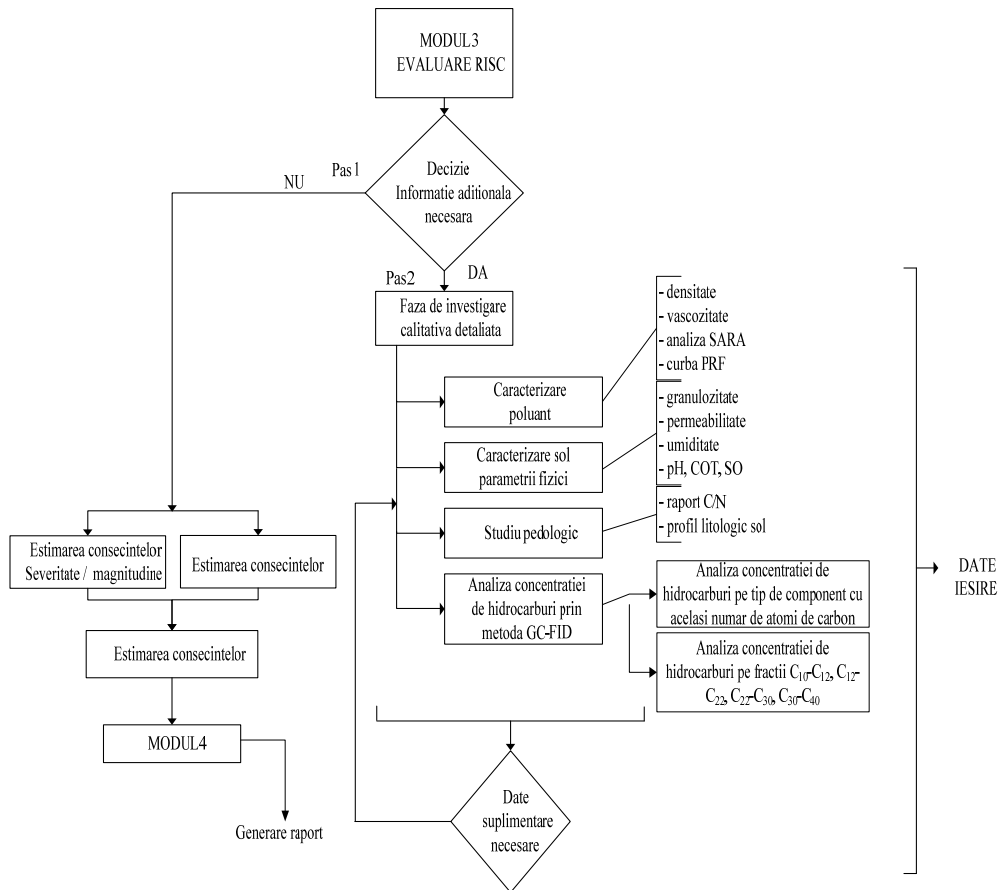 MODUL3
EVALUARE RISC
Decizie
Informatie aditionala
necesara
Pas1
NU
Pas2
DA
Faza de investigare
calitativa detaliata
Caracterizare
poluant
- densitate
- vascozitate
- analiza SARA
- curba PRF
Caracterizare sol
parametrii fizici
- granulozitate
- permeabilitate
- umiditate
- pH, COT, SO
Studiu pedologic
- raport C/N
- profil litologic sol
Analiza concentratiei
de hidrocarburi prin
metoda GC-FID
Analiza concentratiei de
hidrocarburi pe tip de component cu
acelasi numar de atomi de carbon
Analiza concentratiei de
hidrocarburi pe fractii C10-C12, C12-
C22, C22-C30, C30-C40
DATE
IESIRE
Estimarea consecintelor
Severitate / magnitudine
Estimarea consecintelor
Estimarea consecintelor
MODUL4
Generare raport
Date
suplimentare
necesare